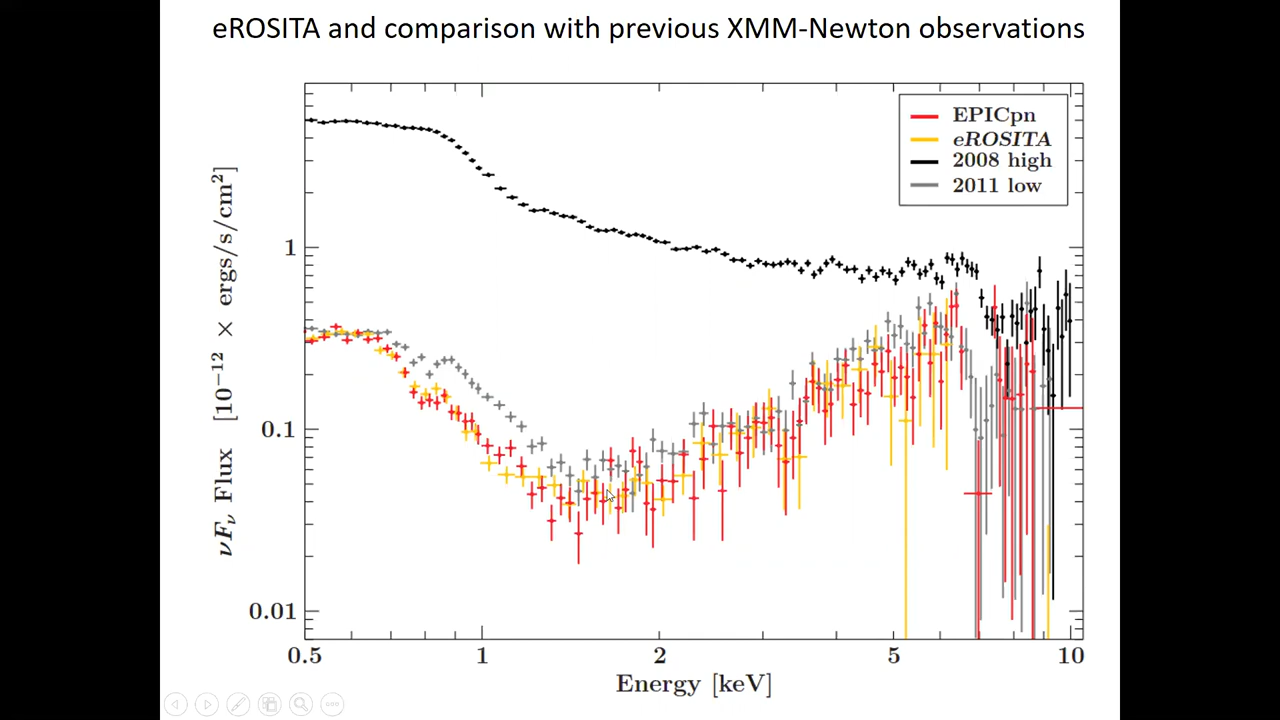 eROSITA and comparison with previous XMM-Newton observations
EPICpn
eROSITA
2008 high
2011 low
νFν Flux [10⁻¹² × ergs/s/cm²]
1
0.1
0.01
0.5 1 2 5 10
Energy [keV]